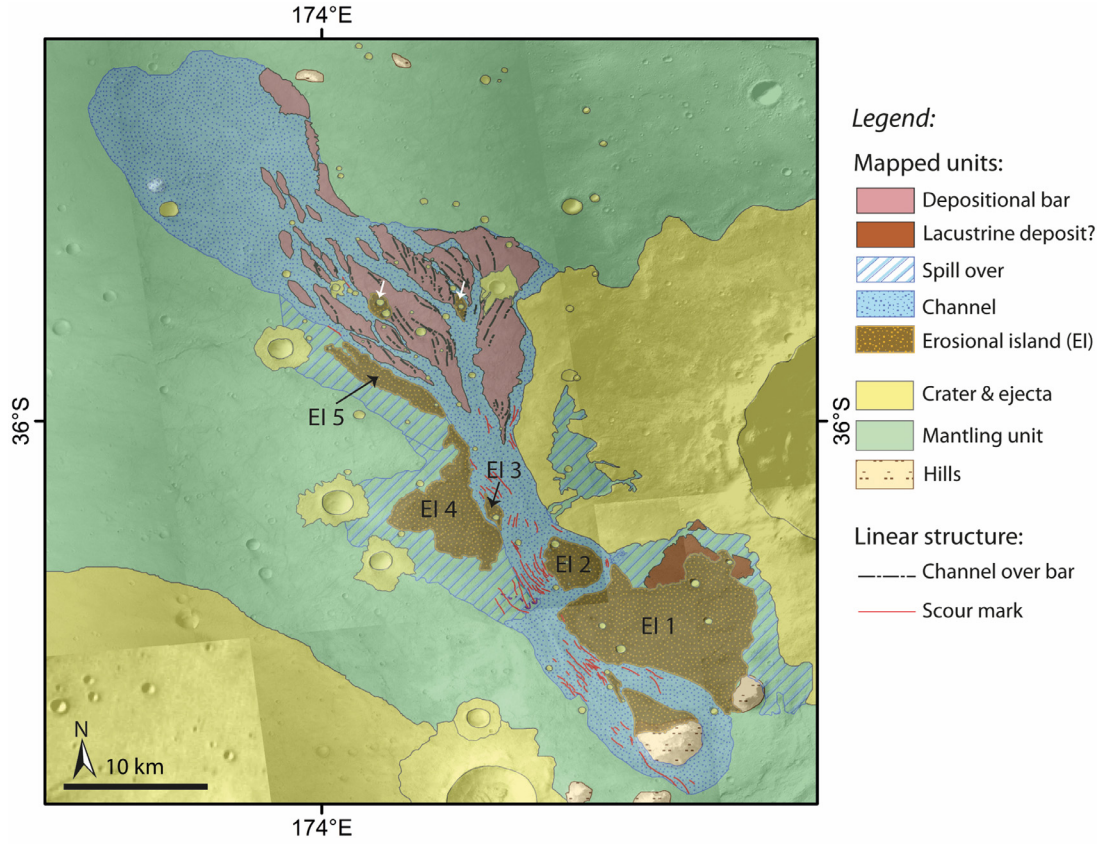 174°E
36°S
36°S
EI 5
EI 3
EI 4
EI 2
EI 1
N
10 km
174°E
Legend:
Mapped units:
Depositional bar
Lacustrine deposit?
Spill over
Channel
Erosional island (EI)
Crater & ejecta
Mantling unit
Hills
Linear structure:
Channel over bar
Scour mark